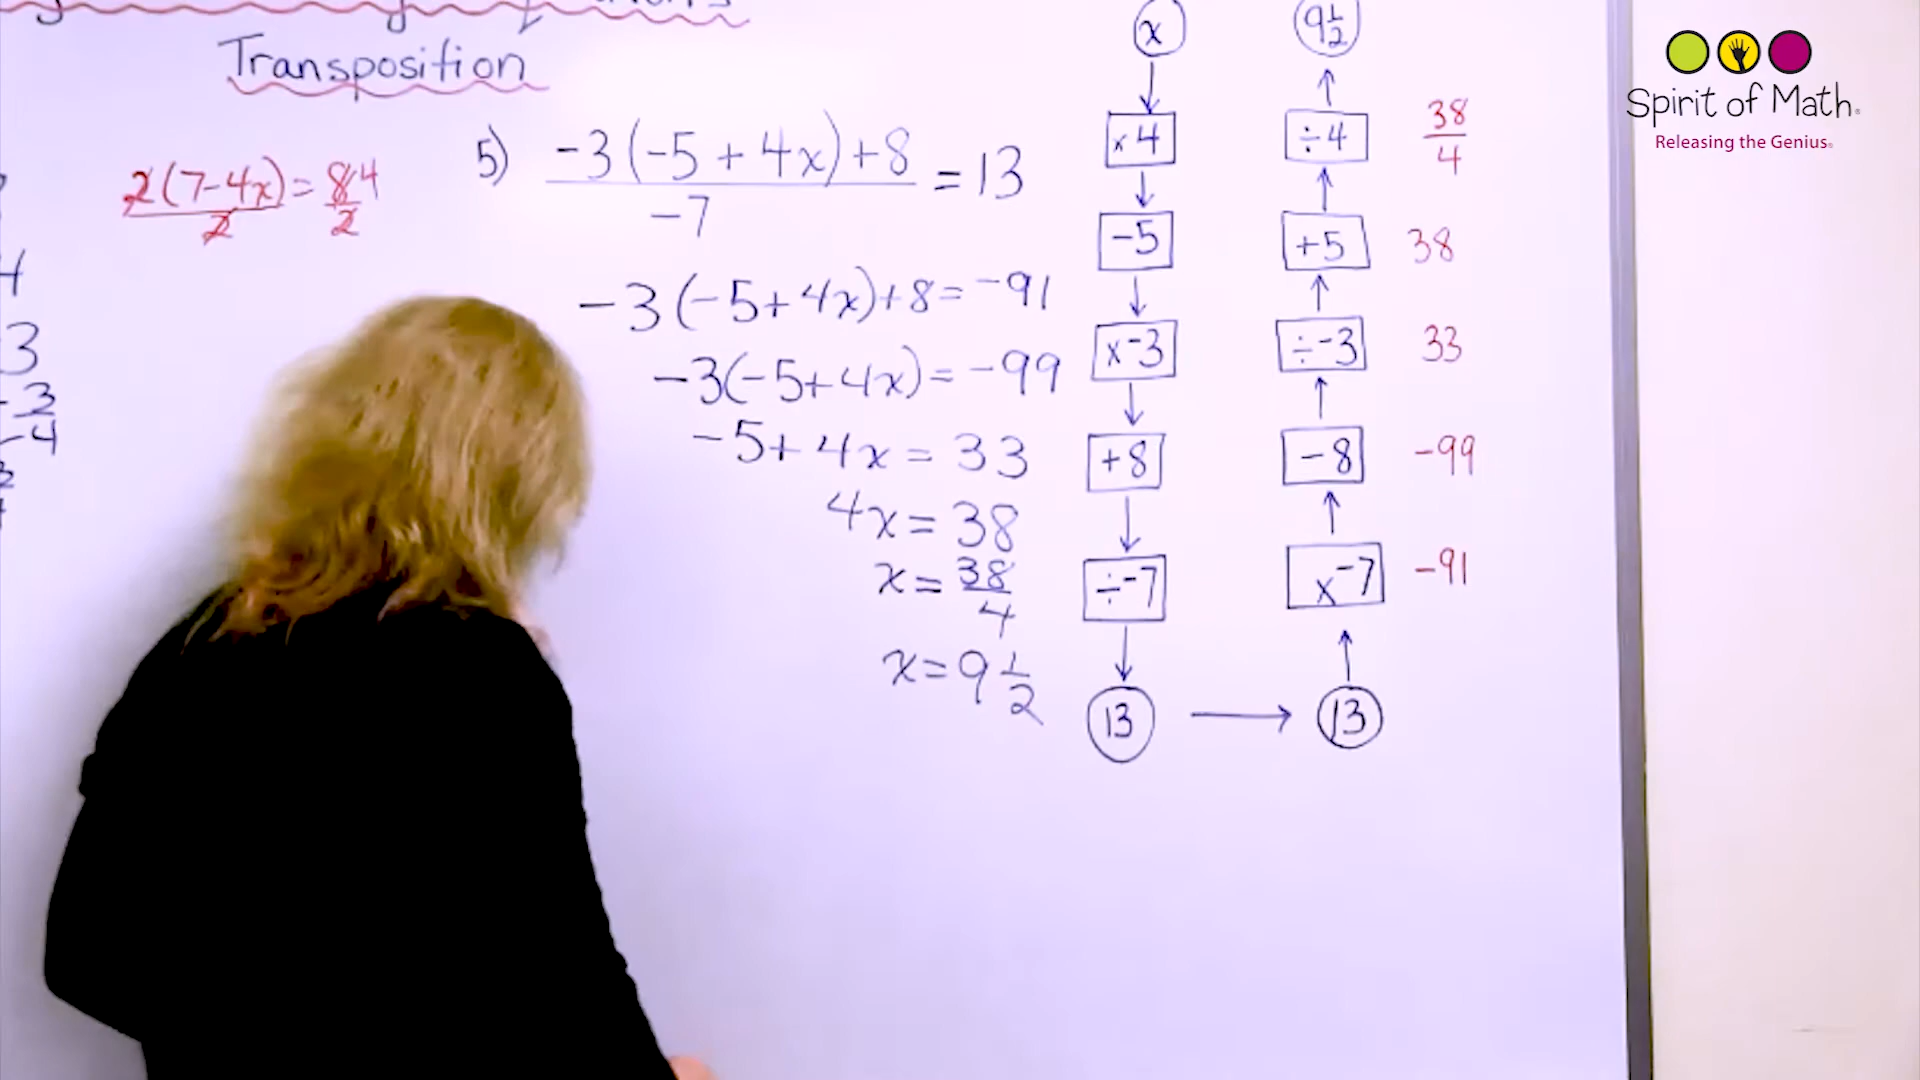 Transposition
2(7-4x) = 84
2 2
5) -3(-5+4x)+8 = 13
-7
-3(-5+4x)+8 = -91
-3(-5+4x) = -99
-5+4x = 33
4x = 38
x = 38
4
x = 9 1/2
x
x 4
-5
x -3
+8
÷ -7
13
9 1/2
÷4
+5
÷ -3
-8
x -7
13
38
4
38
33
-99
-91
4
3
3
4
Spirit of Math
Releasing the Genius